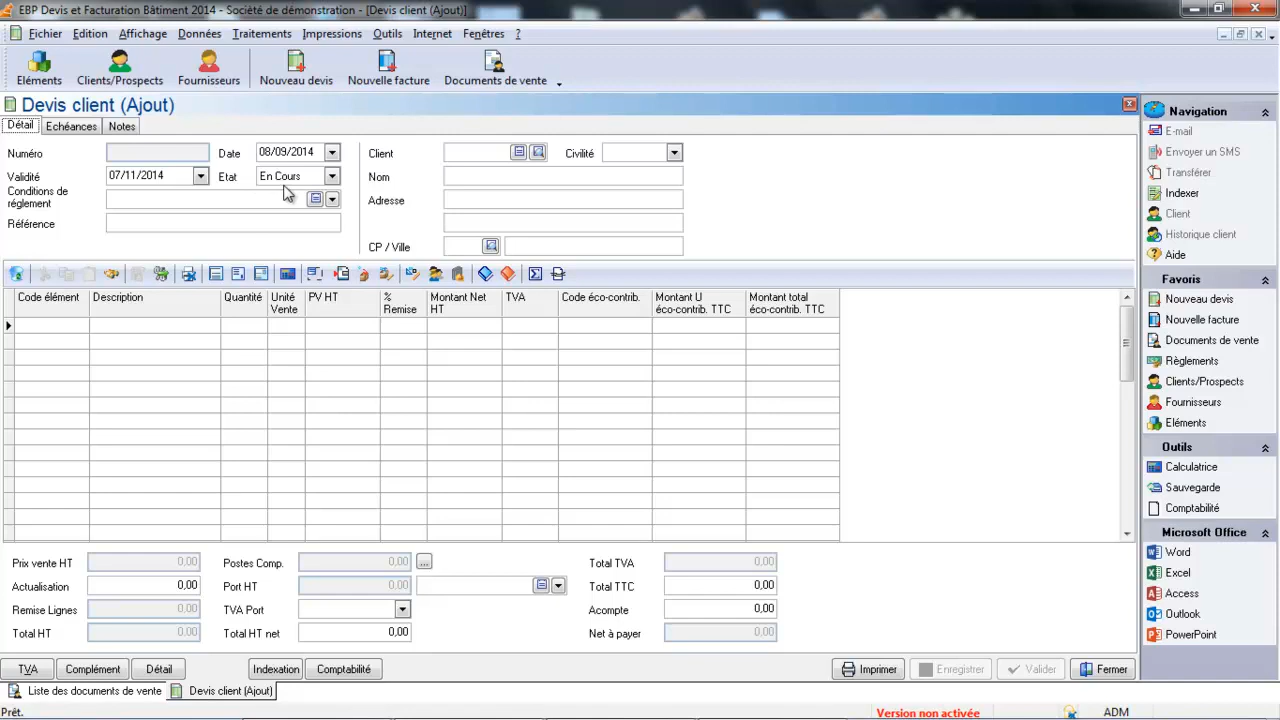 EBP Devis et Facturation Bâtiment 2014 - Société de démonstration - [Devis client (Ajout)]
Fichier Edition Affichage Données Traitements Impressions Outils Internet Fenêtres ?
Eléments Clients/Prospects Fournisseurs Nouveau devis Nouvelle facture Documents de vente
Devis client (Ajout)
Détail Echéances Notes
Numéro Date 08/09/2014 Client Civilité
Validité 07/11/2014 Etat En Cours Nom
Conditions de
réglement Adresse
Référence
CP / Ville
Code élément Description Quantité Unité Vente PV HT % Remise Montant Net HT TVA Code éco-contrib. Montant U éco-contrib. TTC Montant total éco-contrib. TTC
Prix vente HT 0,00 Postes Comp. 0,00 ... Total TVA 0,00
Actualisation 0,00 Port HT 0,00 Total TTC 0,00
Remise Lignes 0,00 TVA Port Acompte 0,00
Total HT 0,00 Total HT net 0,00 Net à payer 0,00
TVA Complément Détail Indexation Comptabilité Imprimer Enregistrer Valider Fermer
Liste des documents de vente Devis client (Ajout)
Prêt. Version non activée ADM
Navigation
E-mail
Envoyer un SMS
Transférer
Indexer
Client
Historique client
Aide
Favoris
Nouveau devis
Nouvelle facture
Documents de vente
Règlements
Clients/Prospects
Fournisseurs
Eléments
Outils
Calculatrice
Sauvegarde
Comptabilité
Microsoft Office
Word
Excel
Access
Outlook
PowerPoint